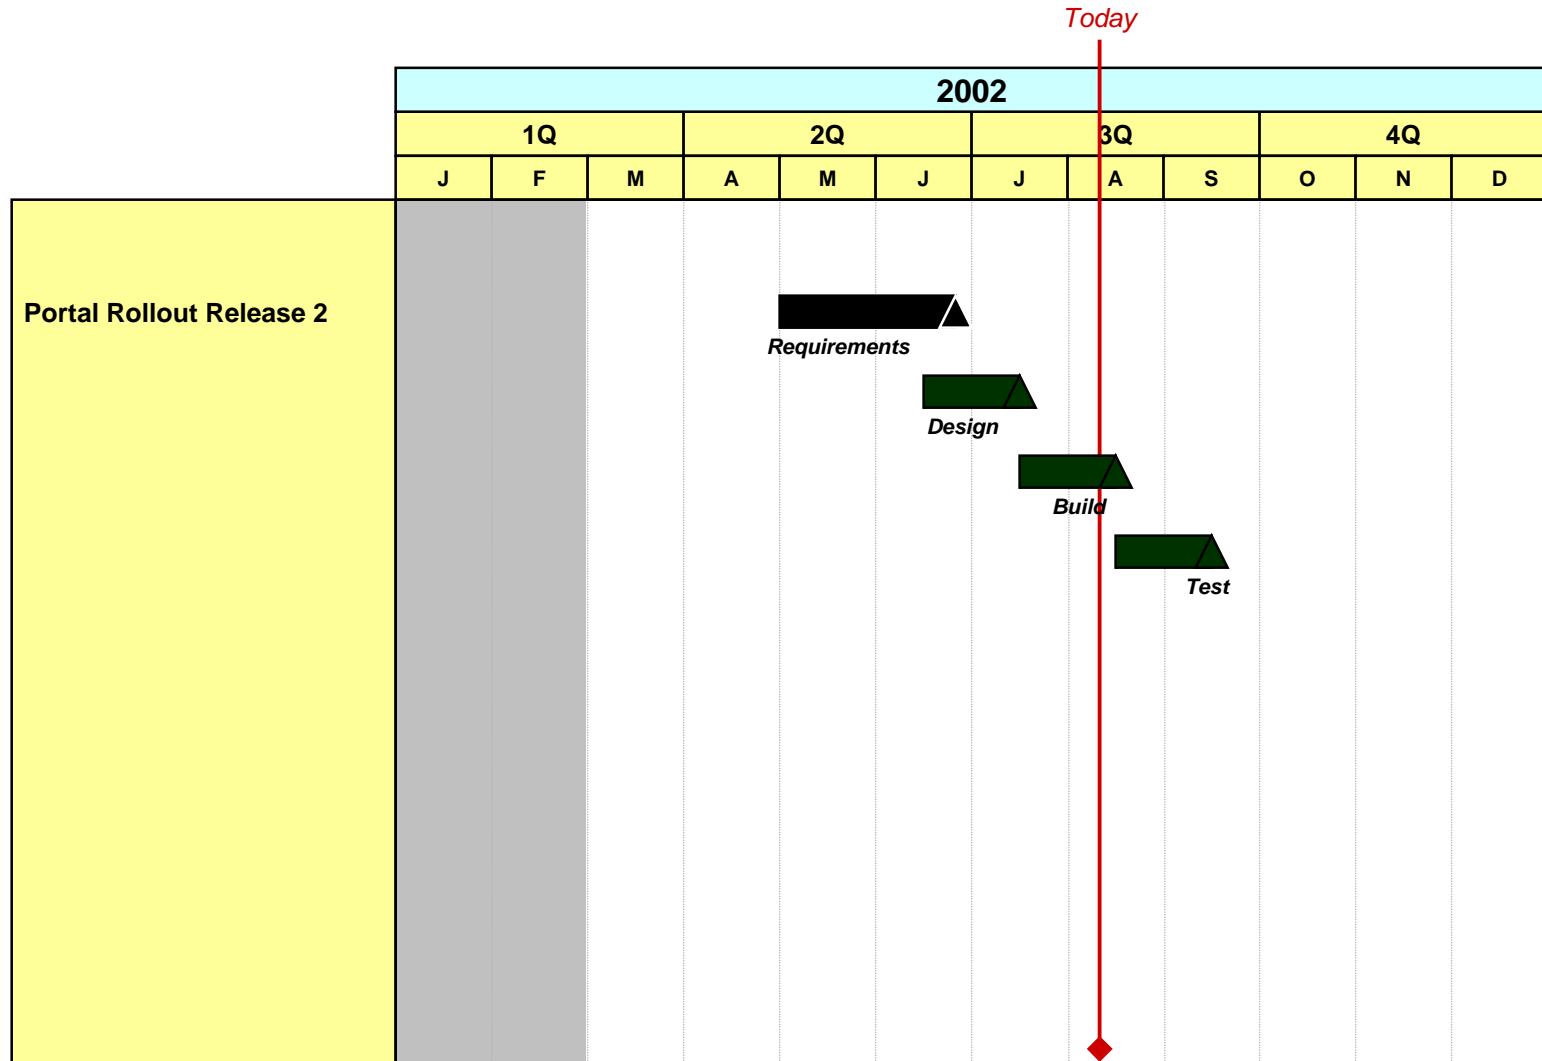 Today
2002
1Q 2Q 3Q 4Q
J F M A M J J A S O N D
Portal Rollout Release 2
Requirements
Design
Build
Test